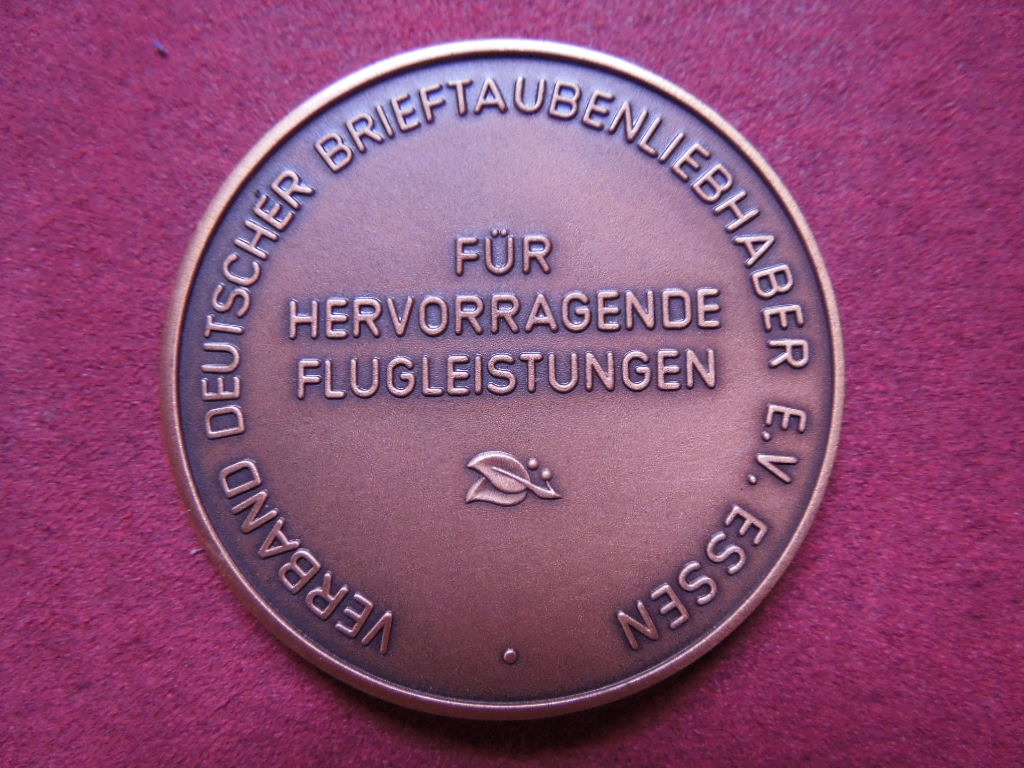 VERBAND DEUTSCHER BRIEFTAUBENLIEBHABER E.V. ESSEN
FÜR
HERVORRAGENDE
FLUGLEISTUNGEN